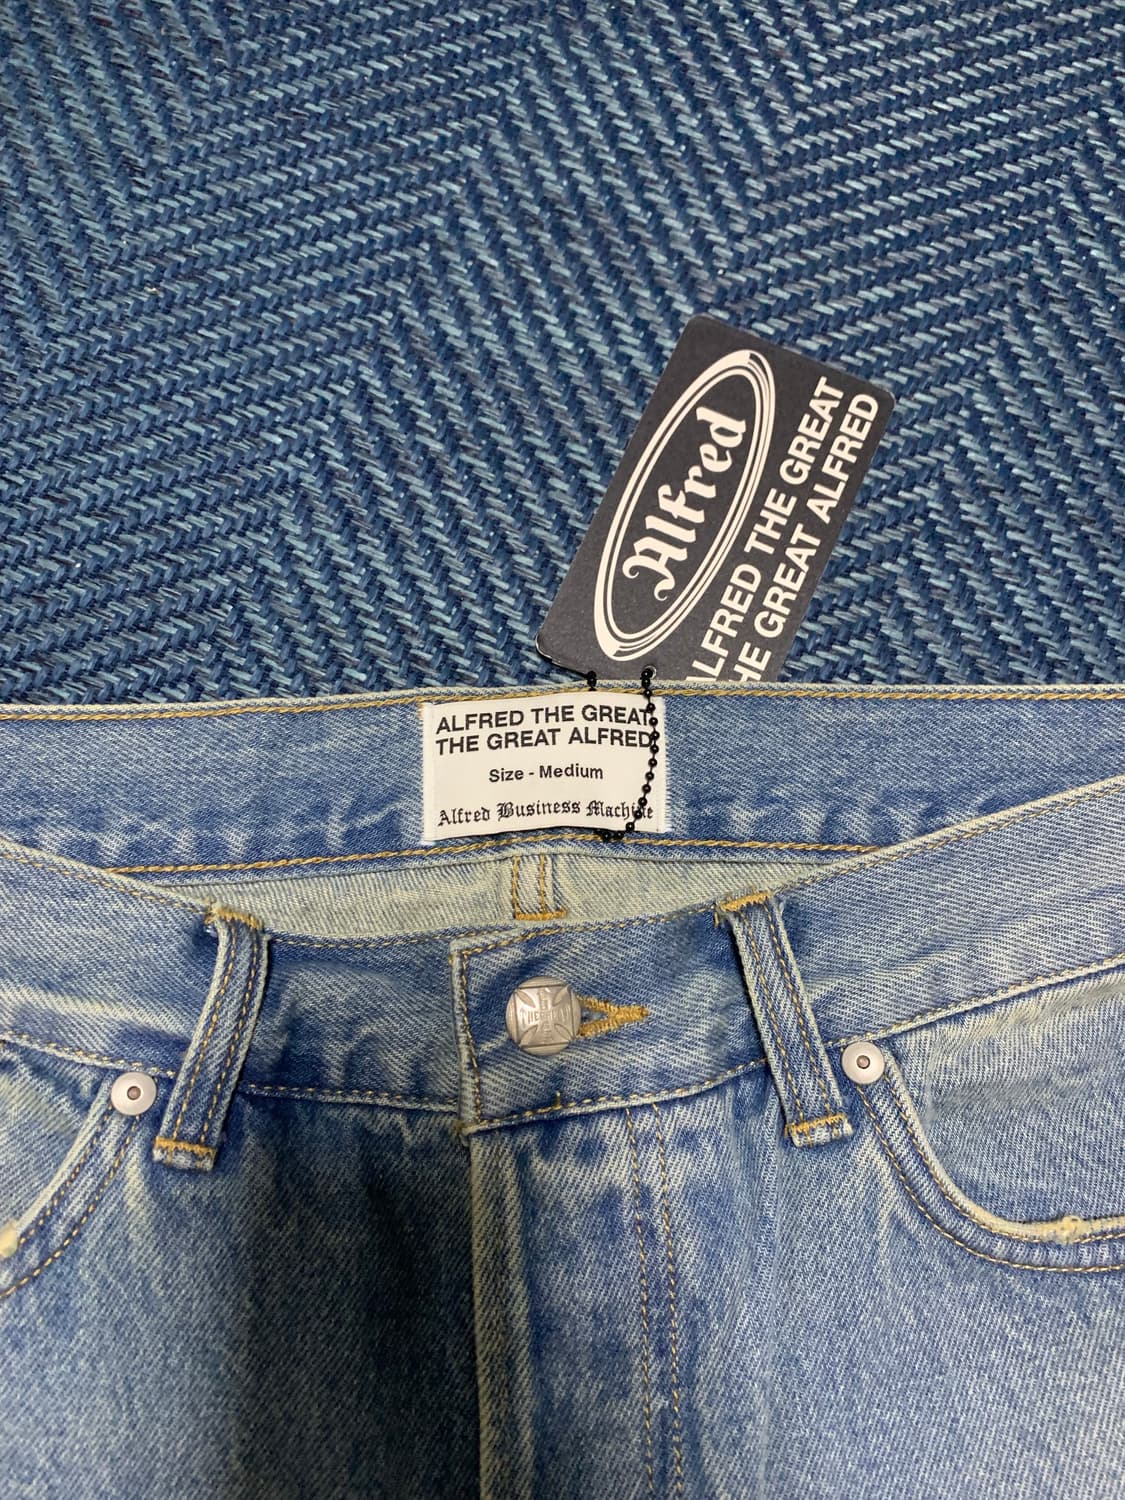 Alfred
ALFRED THE GREAT
THE GREAT ALFRED
ALFRED THE GREAT
THE GREAT ALFRED
Size - Medium
Alfred Business Machine